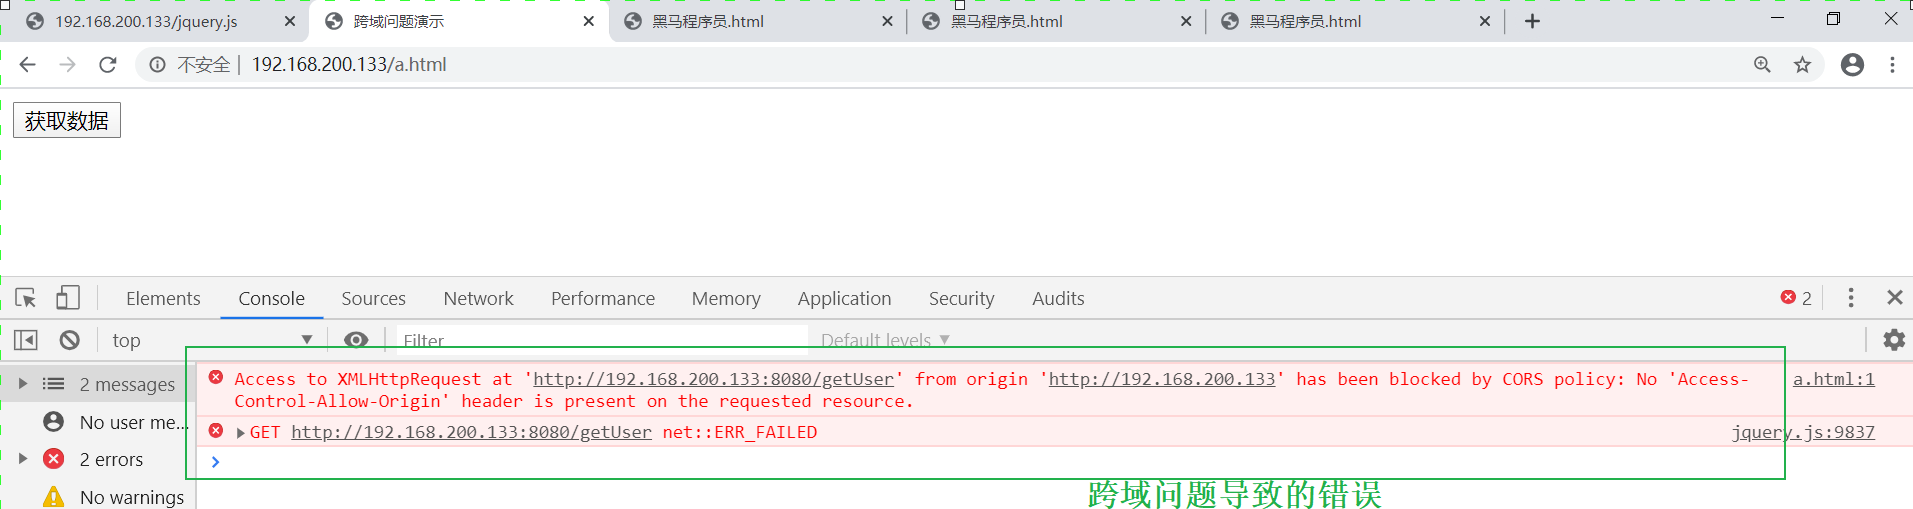 192.168.200.133/jquery.js
跨域问题演示
黑马程序员.html
黑马程序员.html
黑马程序员.html
不安全 | 192.168.200.133/a.html
获取数据
Elements Console Sources Network Performance Memory Application Security Audits 2
top Filter Default levels
2 messages
No user me...
2 errors
No warnings
Access to XMLHttpRequest at 'http://192.168.200.133:8080/getUser' from origin 'http://192.168.200.133' has been blocked by CORS policy: No 'Access- a.html:1
Control-Allow-Origin' header is present on the requested resource.
GET http://192.168.200.133:8080/getUser net::ERR_FAILED jquery.js:9837
跨域问题导致的错误